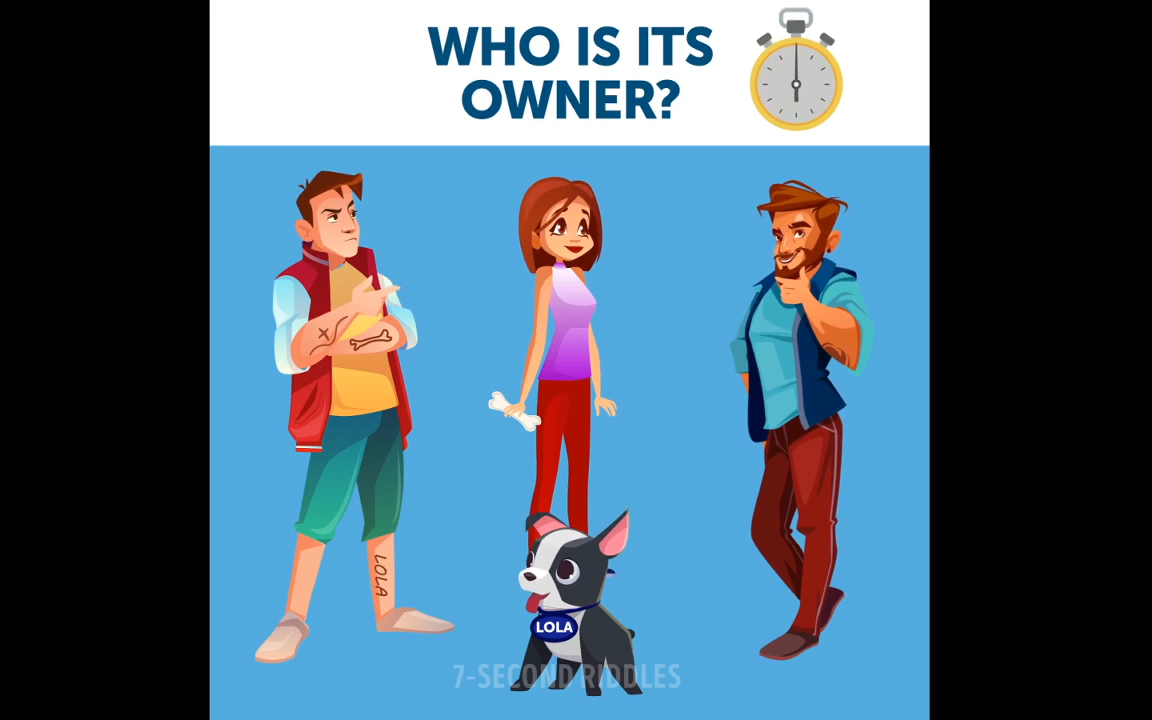 WHO IS ITS
OWNER?
LOLA
LOLA
7-SECOND RIDDLES